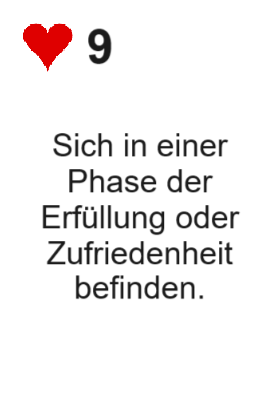 9
Sich in einer
Phase der
Erfüllung oder
Zufriedenheit
befinden.